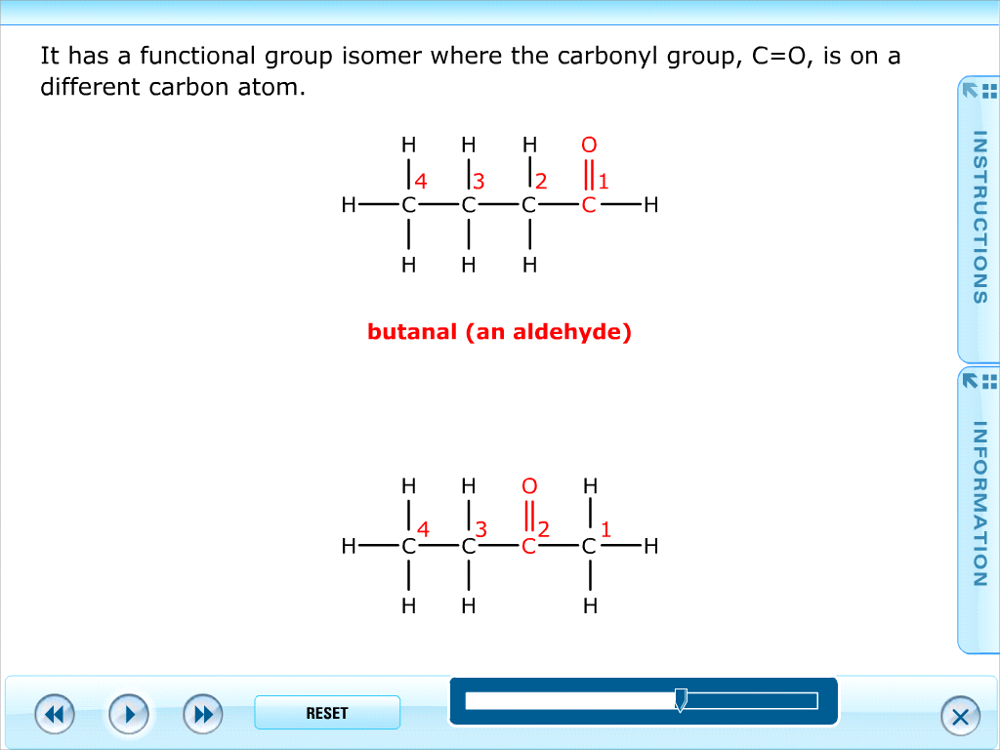 It has a functional group isomer where the carbonyl group, C=O, is on a
different carbon atom.
H H H O
4 3 2 1
H C C C C H
H H H
butanal (an aldehyde)
H H O H
4 3 2 1
H C C C C H
H H H
INSTRUCTIONS
INFORMATION
RESET